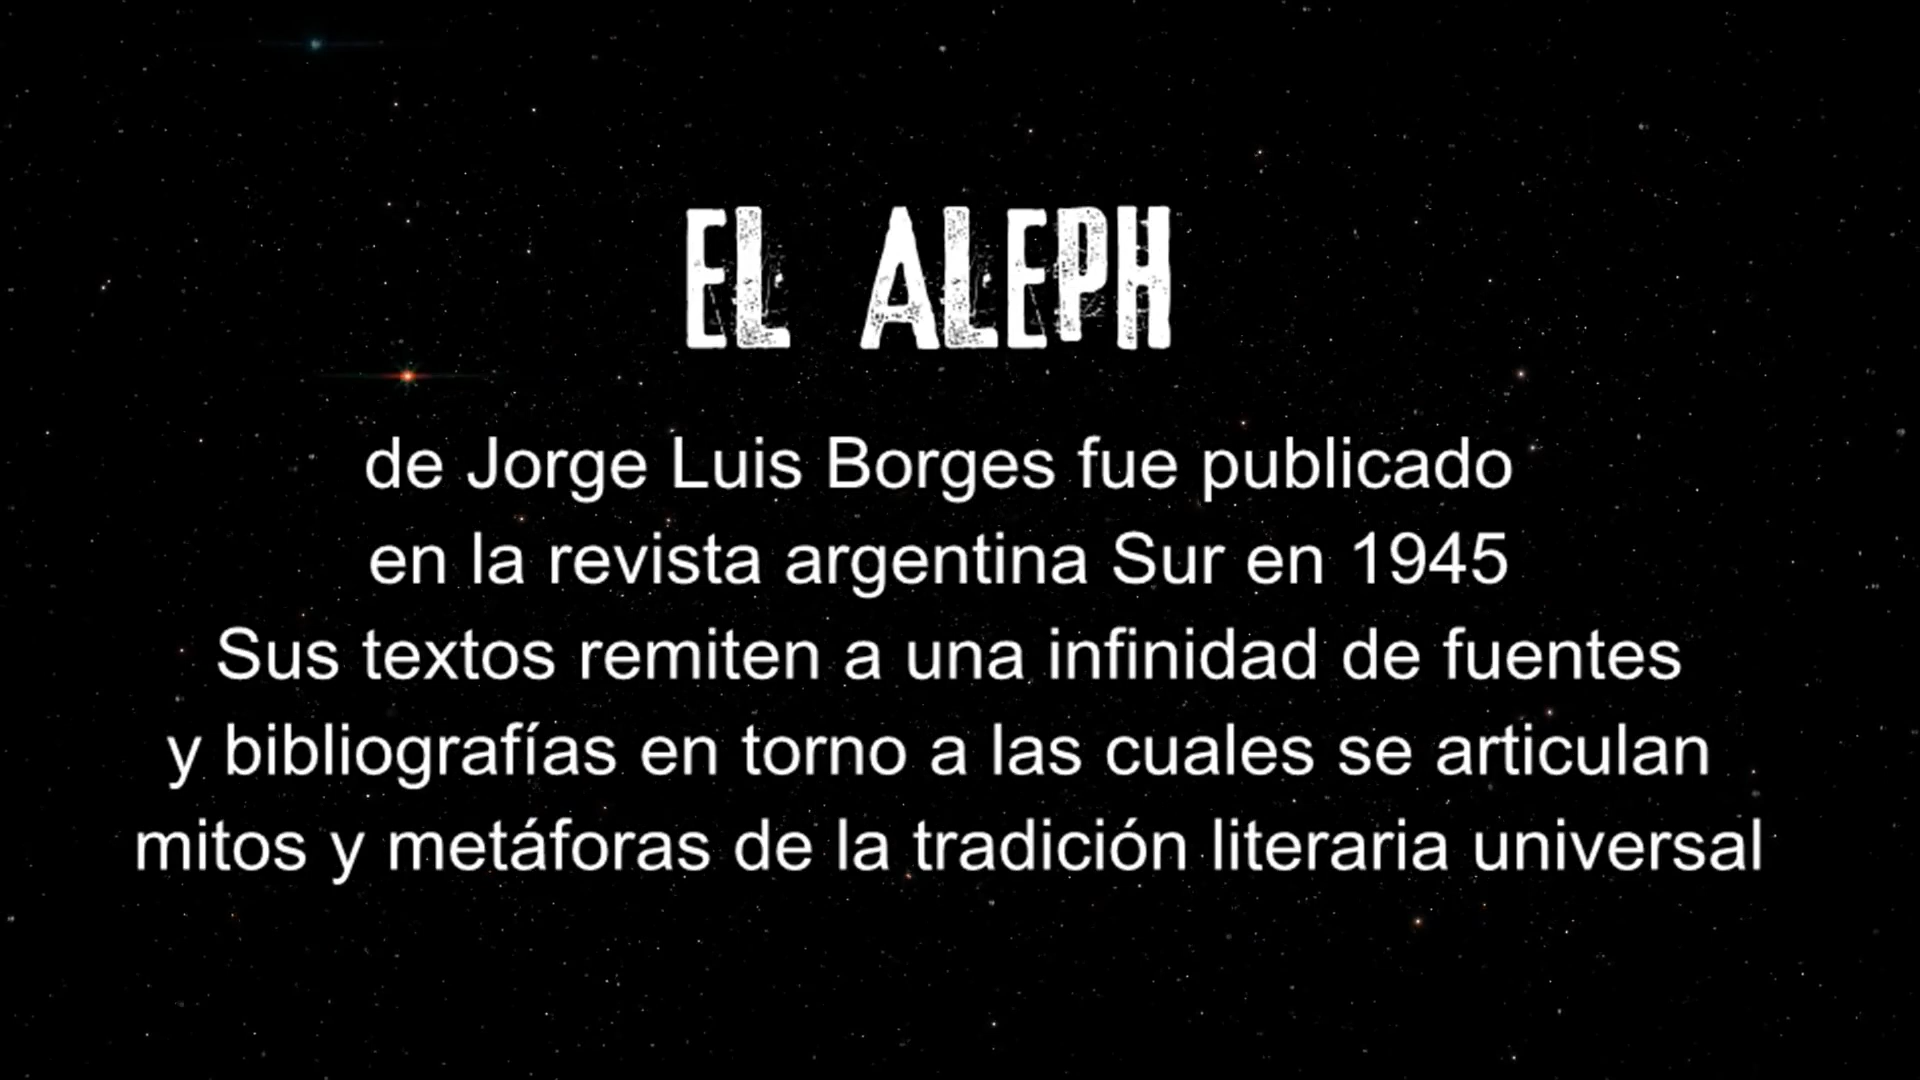 EL ALEPH
de Jorge Luis Borges fue publicado
en la revista argentina Sur en 1945
Sus textos remiten a una infinidad de fuentes
y bibliografías en torno a las cuales se articulan
mitos y metáforas de la tradición literaria universal